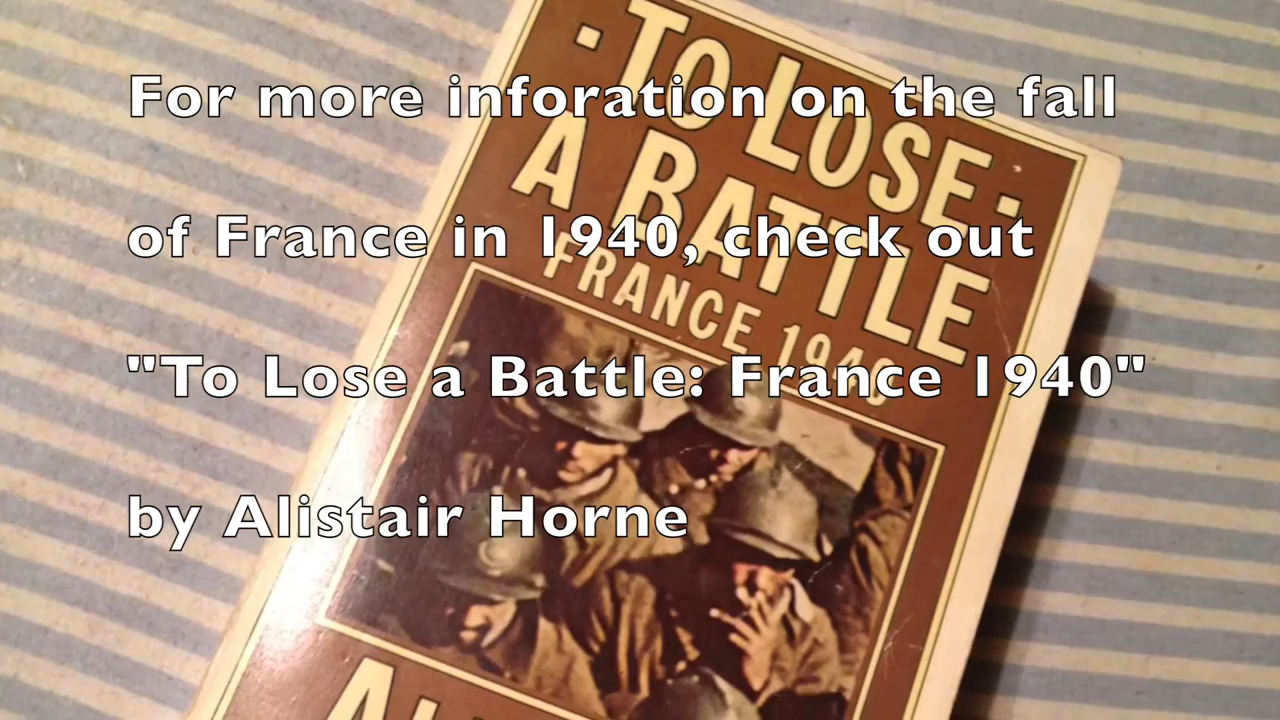 For more inforation on the fall
of France in 1940, check out
"To Lose a Battle: France 1940"
by Alistair Horne
·TO LOSE·
A BATTLE
FRANCE 1940